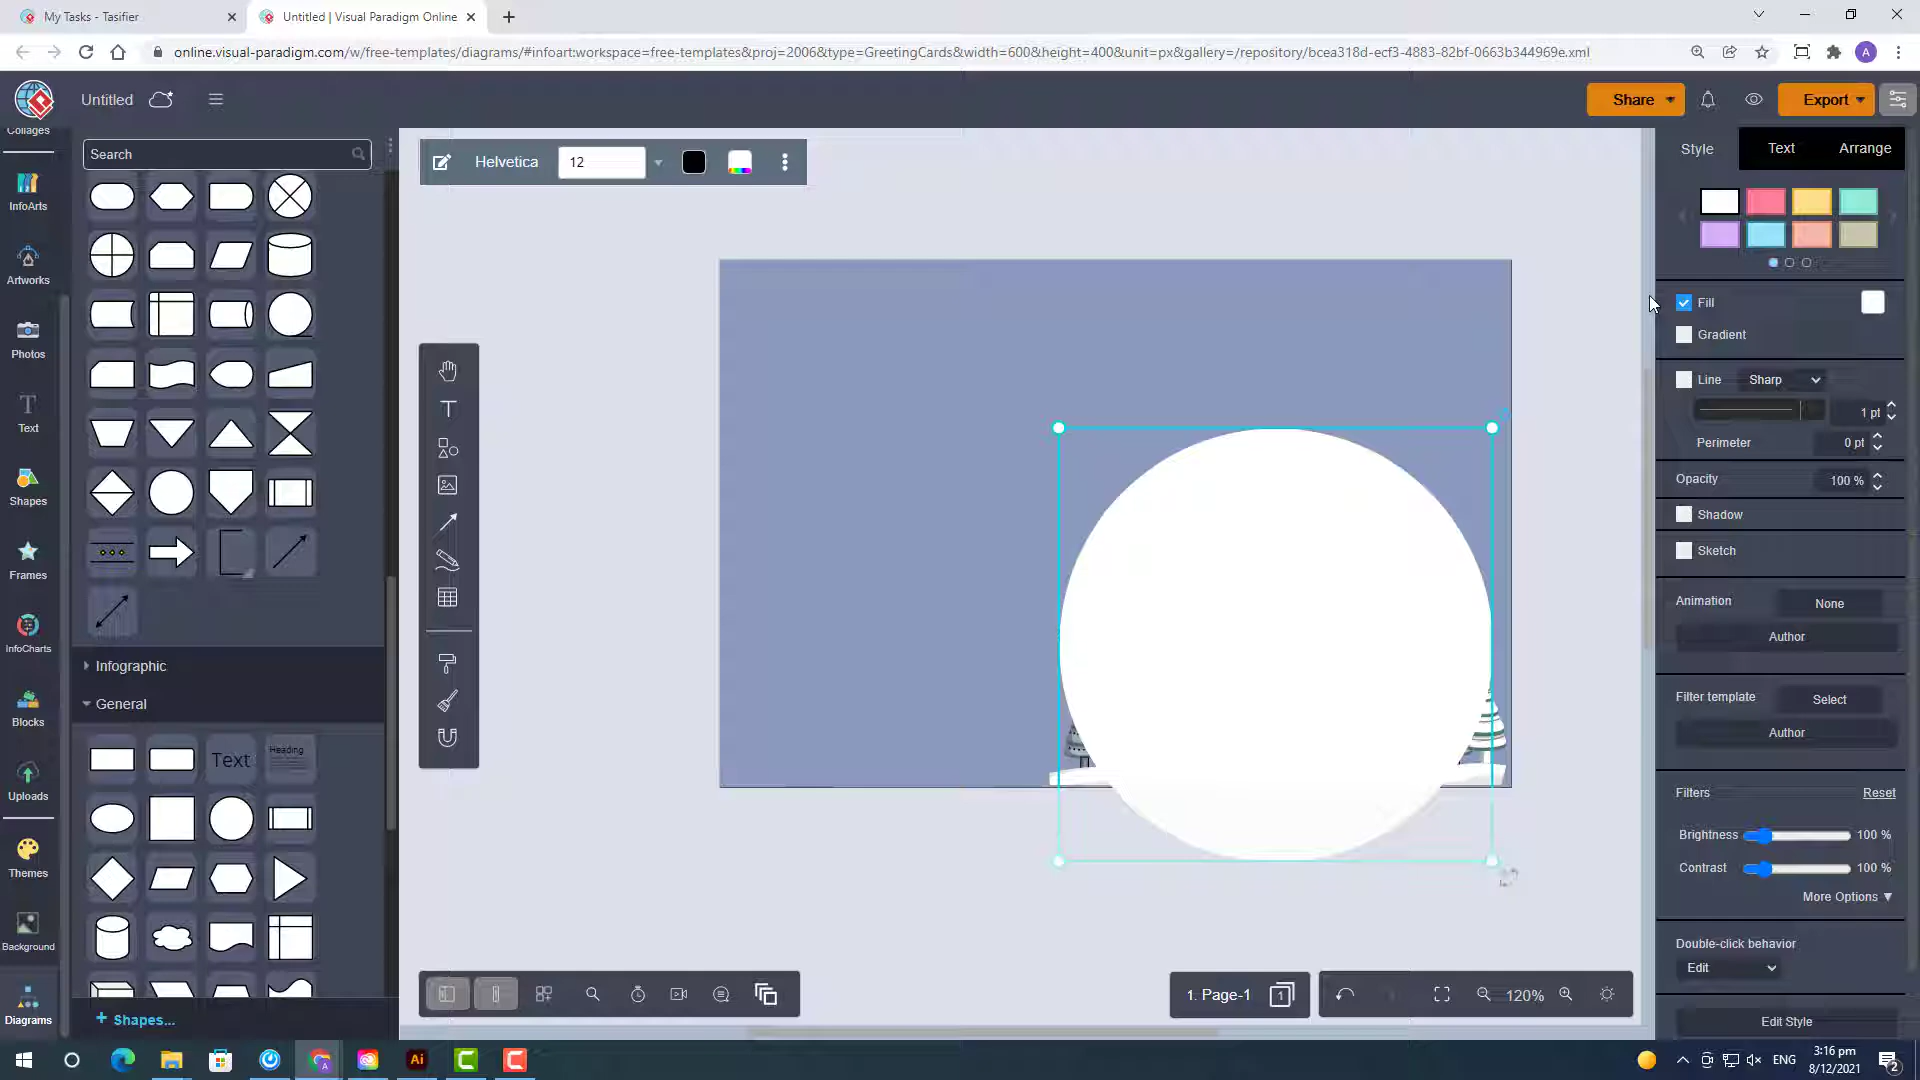 My Tasks - Tasifier
Untitled | Visual Paradigm Online
online.visual-paradigm.com/w/free-templates/diagrams/#infoart:workspace=free-templates&proj=2006&type=GreetingCards&width=600&height=400&unit=px&gallery=/repository/bcea318d-ecf3-4883-82bf-0663b344969e.xml
A
Untitled
Share
Export
Collages
Search
Helvetica
12
Style
Text
Arrange
InfoArts
Artworks
Photos
Text
Shapes
Frames
InfoCharts
Blocks
Uploads
Themes
Background
Diagrams
Infographic
General
Text
Heading
+ Shapes...
Fill
Gradient
Line
Sharp
1 pt
Perimeter
0 pt
Opacity
100 %
Shadow
Sketch
Animation
None
Author
Filter template
Select
Author
Filters
Reset
Brightness
100 %
Contrast
100 %
More Options ▼
Double-click behavior
Edit
Edit Style
1. Page-1
1
120%
A
Ai
ENG
3:16 pm
8/12/2021
2